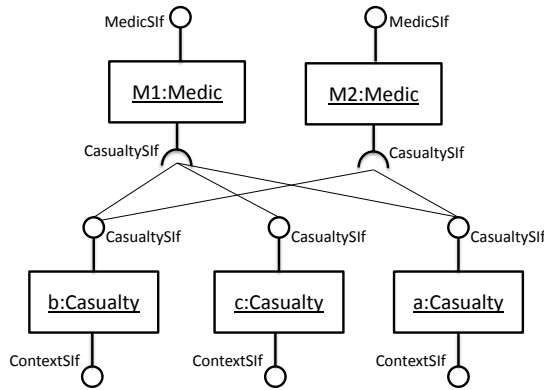 MedicSIf
MedicSIf
M1:Medic
M2:Medic
CasualtySIf
CasualtySIf
CasualtySIf
CasualtySIf
CasualtySIf
b:Casualty
c:Casualty
a:Casualty
ContextSIf
ContextSIf
ContextSIf